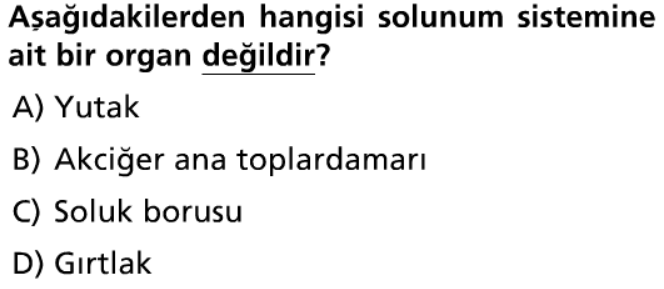 Aşağıdakilerden hangisi solunum sistemine
ait bir organ değildir?
A) Yutak
B) Akciğer ana toplardamarı
C) Soluk borusu
D) Gırtlak